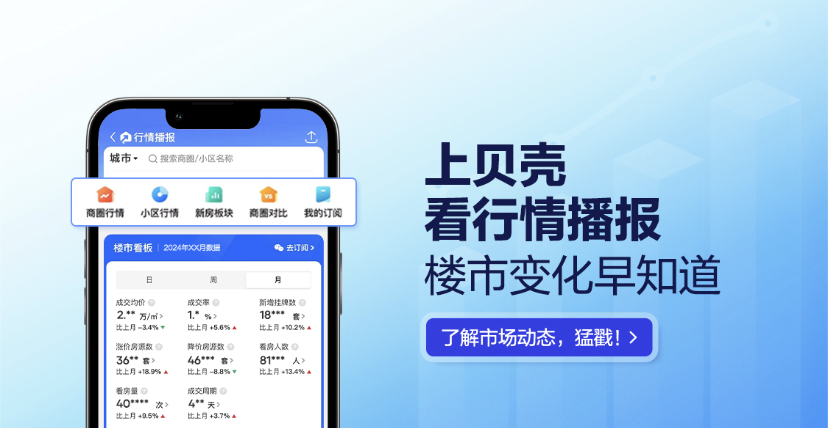 行情播报
城市 搜索商圈/小区名称
商圈行情 小区行情 新房板块 商圈对比 我的订阅
VS
楼市看板 2024年XX月数据 去订阅
日 周 月
成交均价 成交率 新增挂牌数
2.** 万/㎡ 1.* % 18*** 套
比上月 -3.4% 比上月 +5.6% 比上月 +10.2%
涨价房源数 降价房源数 看房人数
36** 套 46*** 套 81*** 人
比上月 +18.9% 比上月 -8.8% 比上月 +13.4%
看房量 成交周期
40**** 次 4** 天
比上月 +9.5% 比上月 +3.7%
上贝壳
看行情播报
楼市变化早知道
了解市场动态，猛戳！